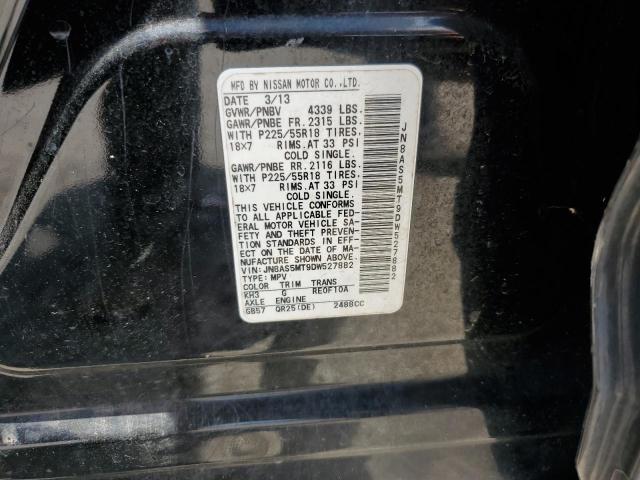 MFD BY NISSAN MOTOR CO.,LTD.
DATE 3/13
GVWR/PNBV 4339 LBS.
GAWR/PNBE FR. 2315 LBS.
WITH P225/55R18 TIRES,
18×7 RIMS.AT 33 PSI
COLD SINGLE.
GAWR/PNBE RR. 2116 LBS.
WITH P225/55R18 TIRES,
18×7 RIMS.AT 33 PSI
COLD SINGLE.
THIS VEHICLE CONFORMS
TO ALL APPLICABLE FED-
ERAL MOTOR VEHICLE SA-
FETY AND THEFT PREVEN-
TION STANDARDS IN EFF-
ECT ON THE DATE OF MA-
NUFACTURE SHOWN ABOVE.
VIN:JN8AS5MT9DW527882
TYPE: MPV
COLOR TRIM TRANS
KH3 G RE0F10A
AXLE ENGINE
GB57 QR25(DE) 2488CC
JN8AS5MT9DW527882